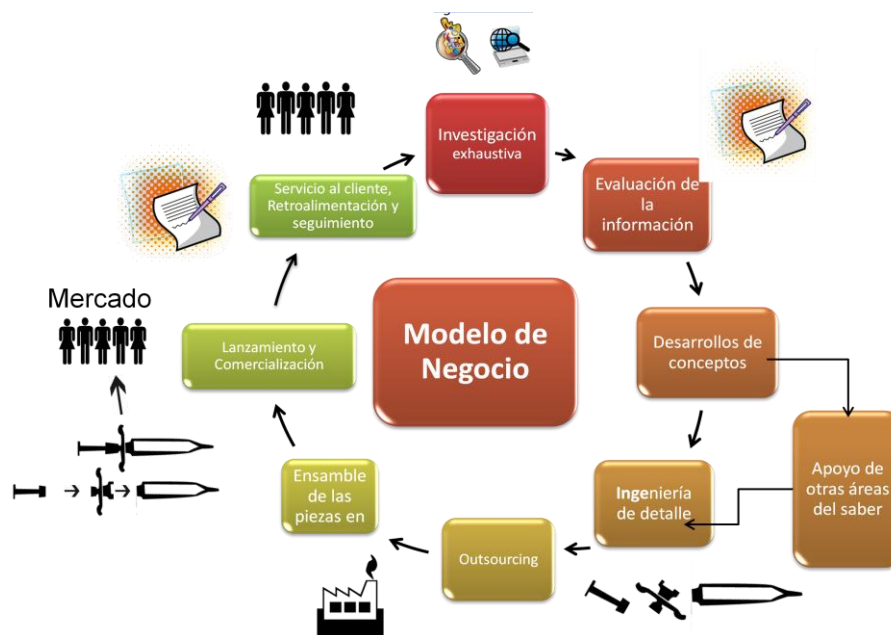 Investigación
exhaustiva
Evaluación de
la
información
Desarrollos de
conceptos
Apoyo de
otras áreas
del saber
Ingeniería
de detalle
Outsourcing
Ensamble
de las
piezas en
Lanzamiento y
Comercialización
Servicio al cliente,
Retroalimentación y
seguimiento
Mercado
Modelo de
Negocio